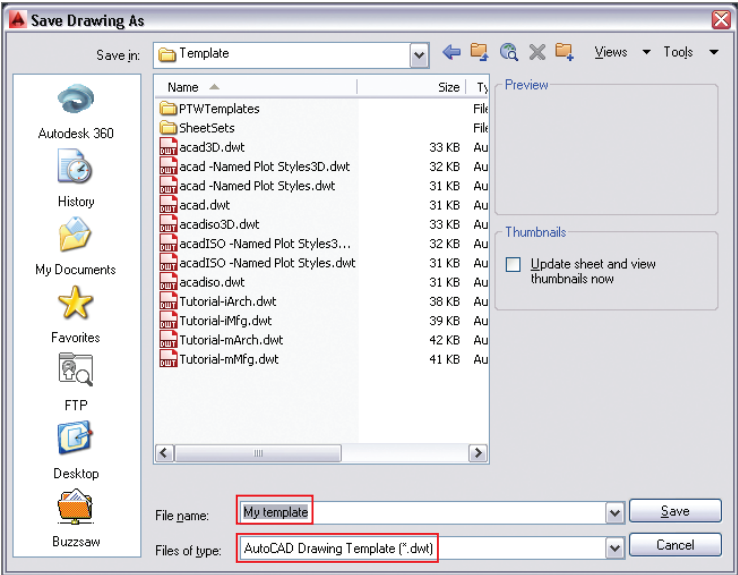 Save Drawing As
Save in: Template Views Tools
Autodesk 360
History
My Documents
Favorites
FTP
Desktop
Buzzsaw
Name Size Ty
PTWTemplates File
SheetSets File
acad3D.dwt 33 KB Au
acad -Named Plot Styles3D.dwt 32 KB Au
acad -Named Plot Styles.dwt 31 KB Au
acad.dwt 31 KB Au
acadiso3D.dwt 33 KB Au
acadISO -Named Plot Styles3... 32 KB Au
acadISO -Named Plot Styles.dwt 31 KB Au
acadiso.dwt 31 KB Au
Tutorial-iArch.dwt 38 KB Au
Tutorial-iMfg.dwt 39 KB Au
Tutorial-mArch.dwt 42 KB Au
Tutorial-mMfg.dwt 41 KB Au
Preview
Thumbnails
Update sheet and view
thumbnails now
File name: My template Save
Files of type: AutoCAD Drawing Template (*.dwt) Cancel